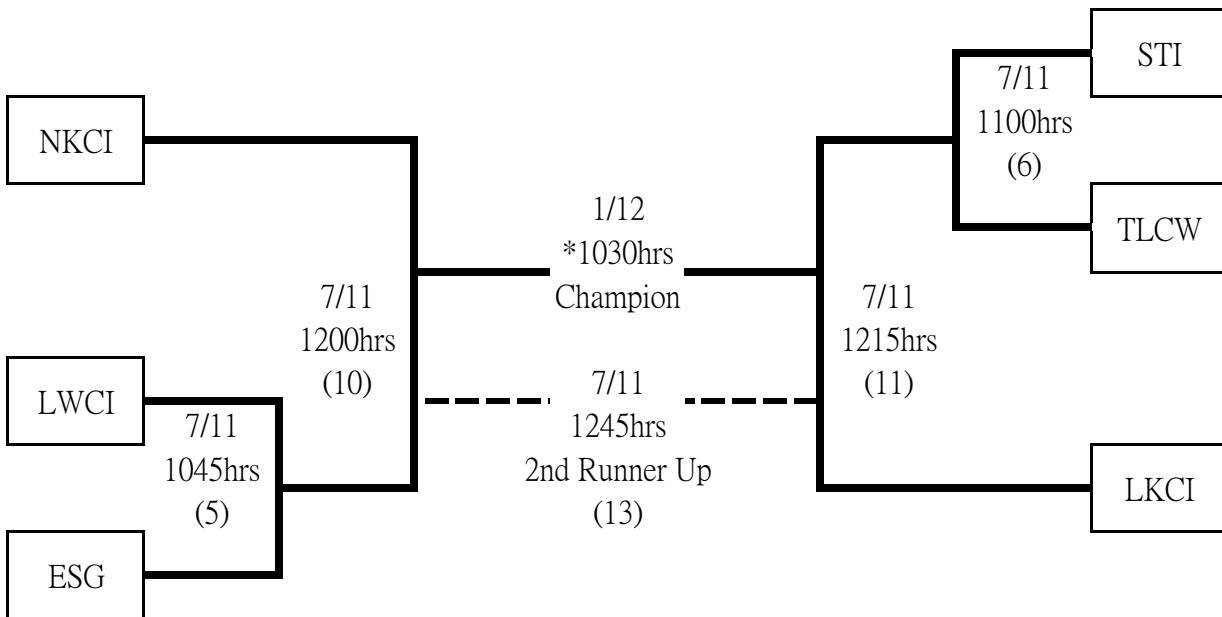 NKCI
LWCI
7/11
1045hrs
(5)
ESG
7/11
1200hrs
(10)
1/12
*1030hrs
Champion
7/11
1245hrs
2nd Runner Up
(13)
7/11
1215hrs
(11)
STI
7/11
1100hrs
(6)
TLCW
LKCI